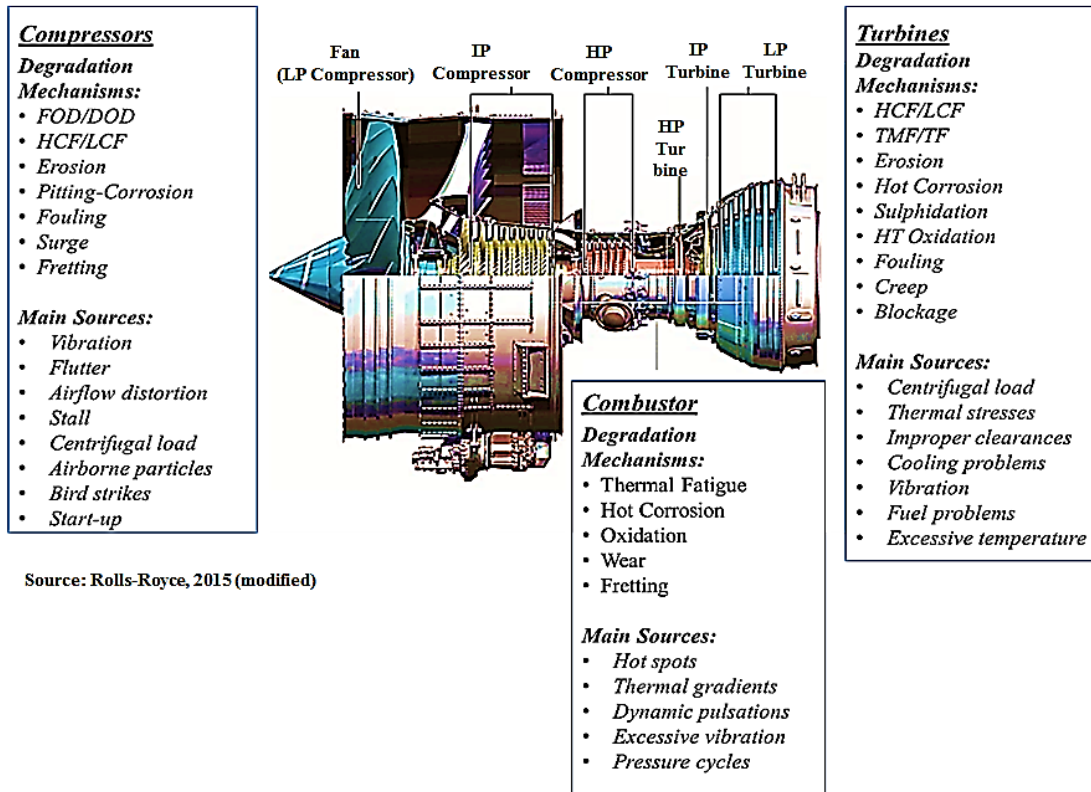 Compressors
Degradation
Mechanisms:
• FOD/DOD
• HCF/LCF
• Erosion
• Pitting-Corrosion
• Fouling
• Surge
• Fretting
Main Sources:
• Vibration
• Flutter
• Airflow distortion
• Stall
• Centrifugal load
• Airborne particles
• Bird strikes
• Start-up
Source: Rolls-Royce, 2015 (modified)
Fan
(LP Compressor)
IP
Compressor
HP
Compressor
IP
Turbine
LP
Turbine
HP
Tur
bine
Combustor
Degradation
Mechanisms:
• Thermal Fatigue
• Hot Corrosion
• Oxidation
• Wear
• Fretting
Main Sources:
• Hot spots
• Thermal gradients
• Dynamic pulsations
• Excessive vibration
• Pressure cycles
Turbines
Degradation
Mechanisms:
• HCF/LCF
• TMF/TF
• Erosion
• Hot Corrosion
• Sulphidation
• HT Oxidation
• Fouling
• Creep
• Blockage
Main Sources:
• Centrifugal load
• Thermal stresses
• Improper clearances
• Cooling problems
• Vibration
• Fuel problems
• Excessive temperature